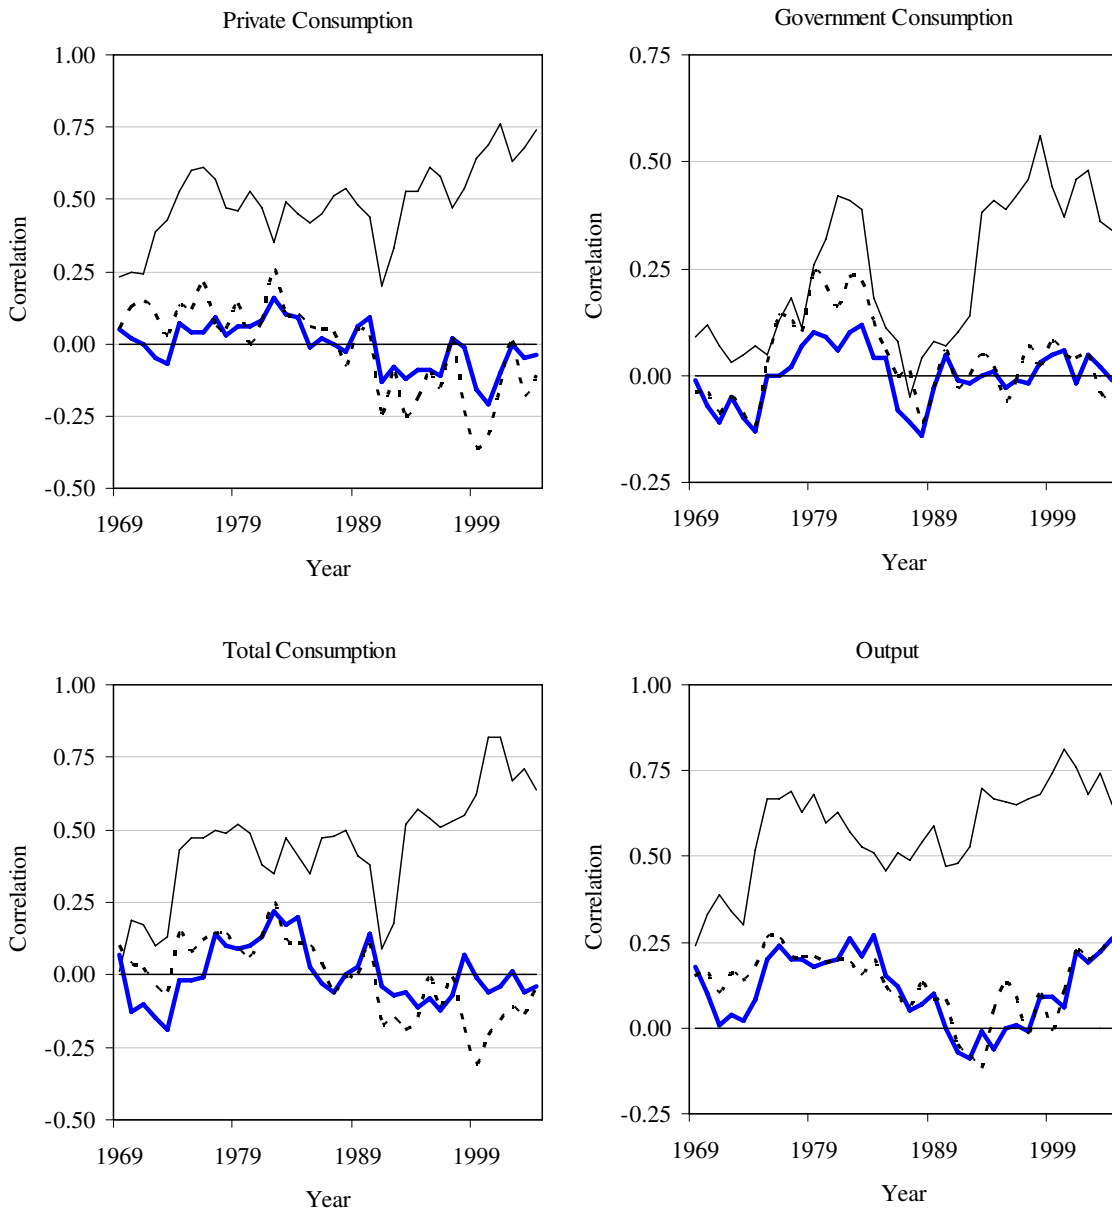 Private Consumption
1.00
0.75
0.50
0.25
0.00
-0.25
-0.50
Correlation
1969 1979 1989 1999
Year
Government Consumption
0.75
0.50
0.25
0.00
-0.25
Correlation
1969 1979 1989 1999
Year
Total Consumption
1.00
0.75
0.50
0.25
0.00
-0.25
-0.50
Correlation
1969 1979 1989 1999
Year
Output
1.00
0.75
0.50
0.25
0.00
-0.25
Correlation
1969 1979 1989 1999
Year